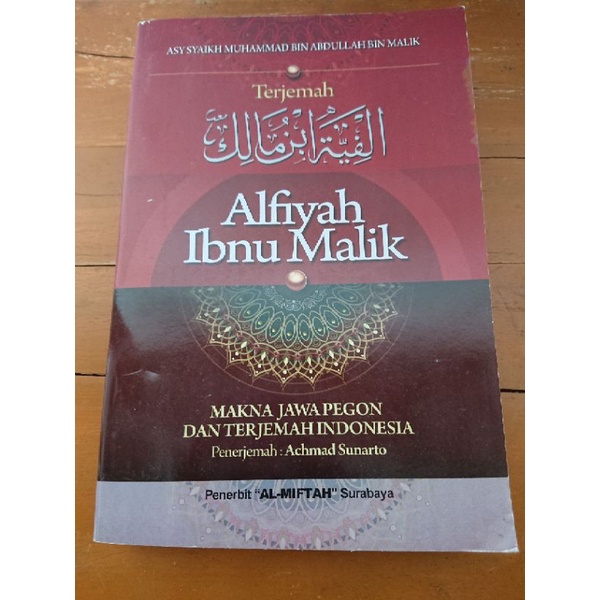 ASY SYAIKH MUHAMMAD BIN ABDULLAH BIN MALIK
Terjemah
الفية ابن مالك
Alfiyah
Ibnu Malik
MAKNA JAWA PEGON
DAN TERJEMAH INDONESIA
Penerjemah : Achmad Sunarto
Penerbit "AL-MIFTAH" Surabaya